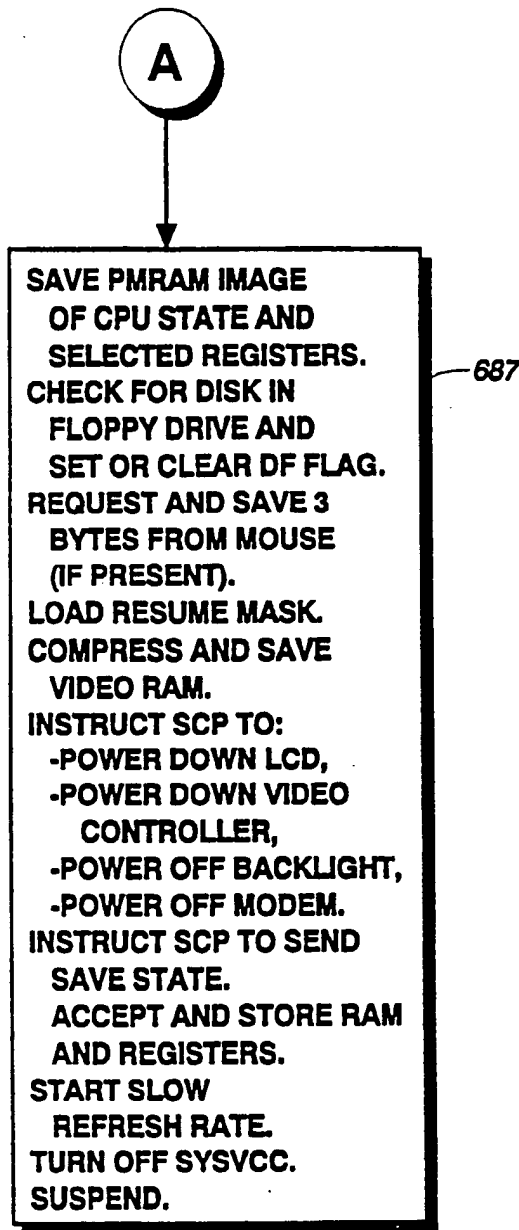 A
SAVE PMRAM IMAGE
OF CPU STATE AND
SELECTED REGISTERS.
687
CHECK FOR DISK IN
FLOPPY DRIVE AND
SET OR CLEAR DF FLAG.
REQUEST AND SAVE 3
BYTES FROM MOUSE
(IF PRESENT).
LOAD RESUME MASK.
COMPRESS AND SAVE
VIDEO RAM.
INSTRUCT SCP TO:
-POWER DOWN LCD,
-POWER DOWN VIDEO
CONTROLLER,
-POWER OFF BACKLIGHT,
-POWER OFF MODEM.
INSTRUCT SCP TO SEND
SAVE STATE.
ACCEPT AND STORE RAM
AND REGISTERS.
START SLOW
REFRESH RATE.
TURN OFF SYSVCC.
SUSPEND.